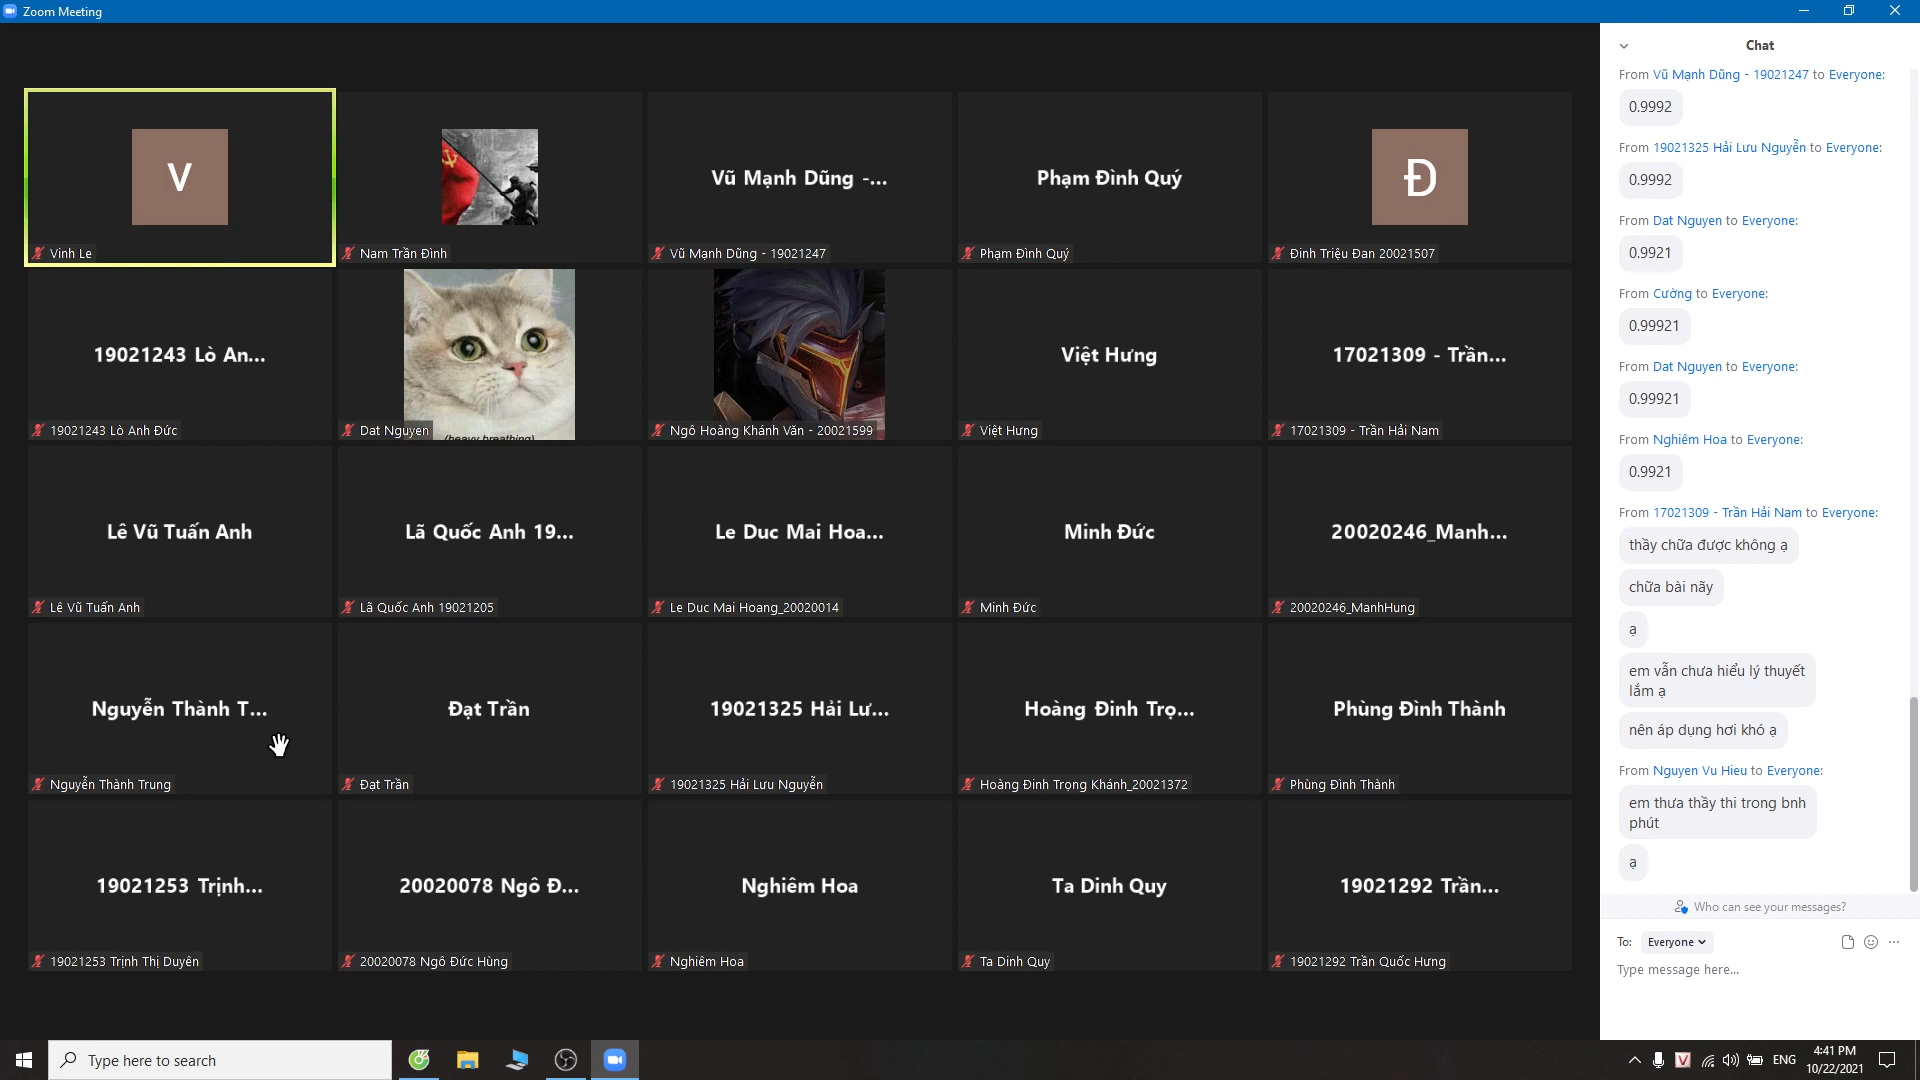 Zoom Meeting
V
Vinh Le
Nam Trần Đình
Vũ Mạnh Dũng -...
Vũ Mạnh Dũng - 19021247
Phạm Đình Quý
Phạm Đình Quý
Đ
Đinh Triệu Đan 20021507
19021243 Lò An...
19021243 Lò Anh Đức
Dat Nguyen
(heavy breathing)
Ngô Hoàng Khánh Văn - 20021599
Việt Hưng
Việt Hưng
17021309 - Trần...
17021309 - Trần Hải Nam
Lê Vũ Tuấn Anh
Lê Vũ Tuấn Anh
Lã Quốc Anh 19...
Lã Quốc Anh 19021205
Le Duc Mai Hoa...
Le Duc Mai Hoang_20020014
Minh Đức
Minh Đức
20020246_Manh...
20020246_ManhHung
Nguyễn Thành T...
Nguyễn Thành Trung
Đạt Trần
Đạt Trần
19021325 Hải Lư...
19021325 Hải Lưu Nguyễn
Hoàng Đinh Trọ...
Hoàng Đinh Trọng Khánh_20021372
Phùng Đình Thành
Phùng Đình Thành
19021253 Trịnh...
19021253 Trịnh Thị Duyên
20020078 Ngô Đ...
20020078 Ngô Đức Hùng
Nghiêm Hoa
Nghiêm Hoa
Ta Dinh Quy
Ta Dinh Quy
19021292 Trần...
19021292 Trần Quốc Hưng
Chat
From Vũ Mạnh Dũng - 19021247 to Everyone:
0.9992
From 19021325 Hải Lưu Nguyễn to Everyone:
0.9992
From Dat Nguyen to Everyone:
0.9921
From Cường to Everyone:
0.99921
From Dat Nguyen to Everyone:
0.99921
From Nghiêm Hoa to Everyone:
0.9921
From 17021309 - Trần Hải Nam to Everyone:
thầy chữa được không ạ
chữa bài nãy
ạ
em vẫn chưa hiểu lý thuyết
lắm ạ
nên áp dụng hơi khó ạ
From Nguyen Vu Hieu to Everyone:
em thưa thầy thi trong bnh
phút
ạ
Who can see your messages?
To: Everyone
Type message here...
Type here to search
V
ENG
4:41 PM
10/22/2021